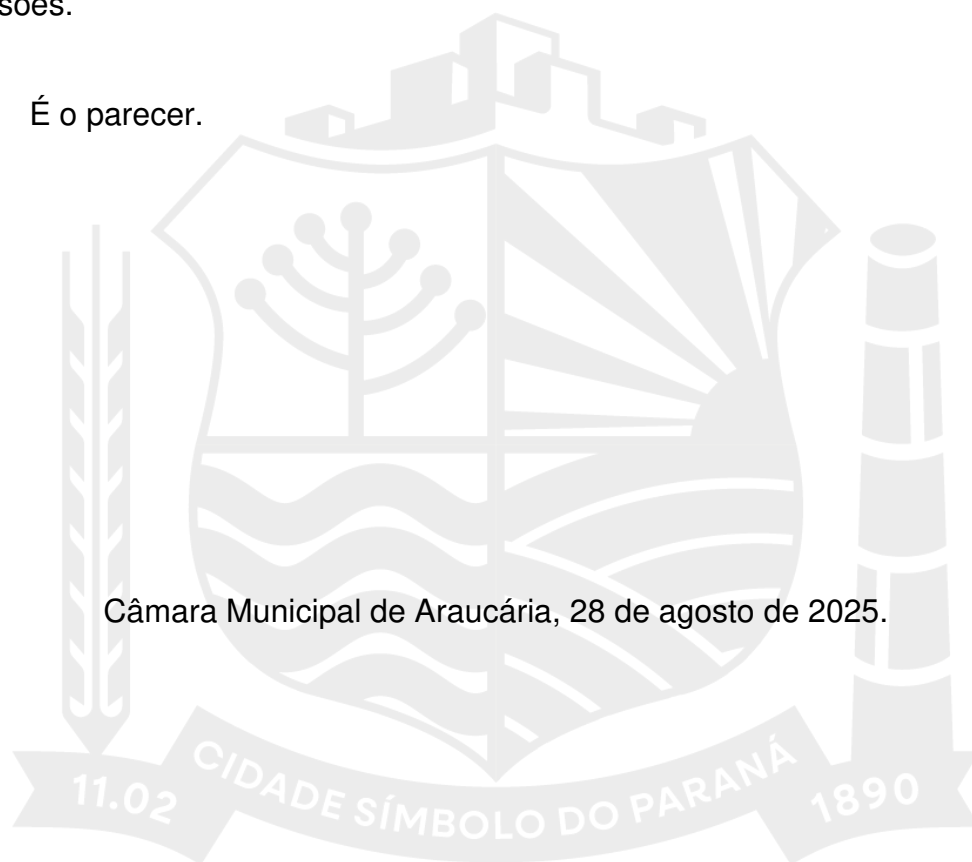 sões.
É o parecer.
Câmara Municipal de Araucária, 28 de agosto de 2025.
11.02 CIDADE SÍMBOLO DO PARANÁ 1890